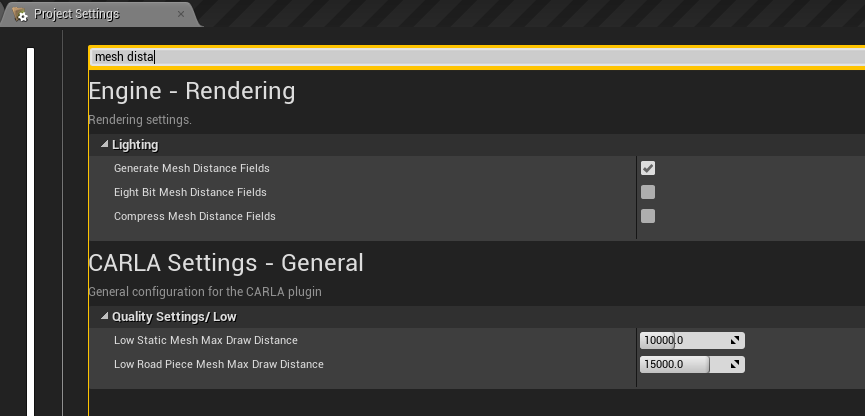 Project Settings
mesh dista
Engine - Rendering
Rendering settings.
Lighting
Generate Mesh Distance Fields
Eight Bit Mesh Distance Fields
Compress Mesh Distance Fields
CARLA Settings - General
General configuration for the CARLA plugin
Quality Settings/ Low
Low Static Mesh Max Draw Distance 10000.0
Low Road Piece Mesh Max Draw Distance 15000.0